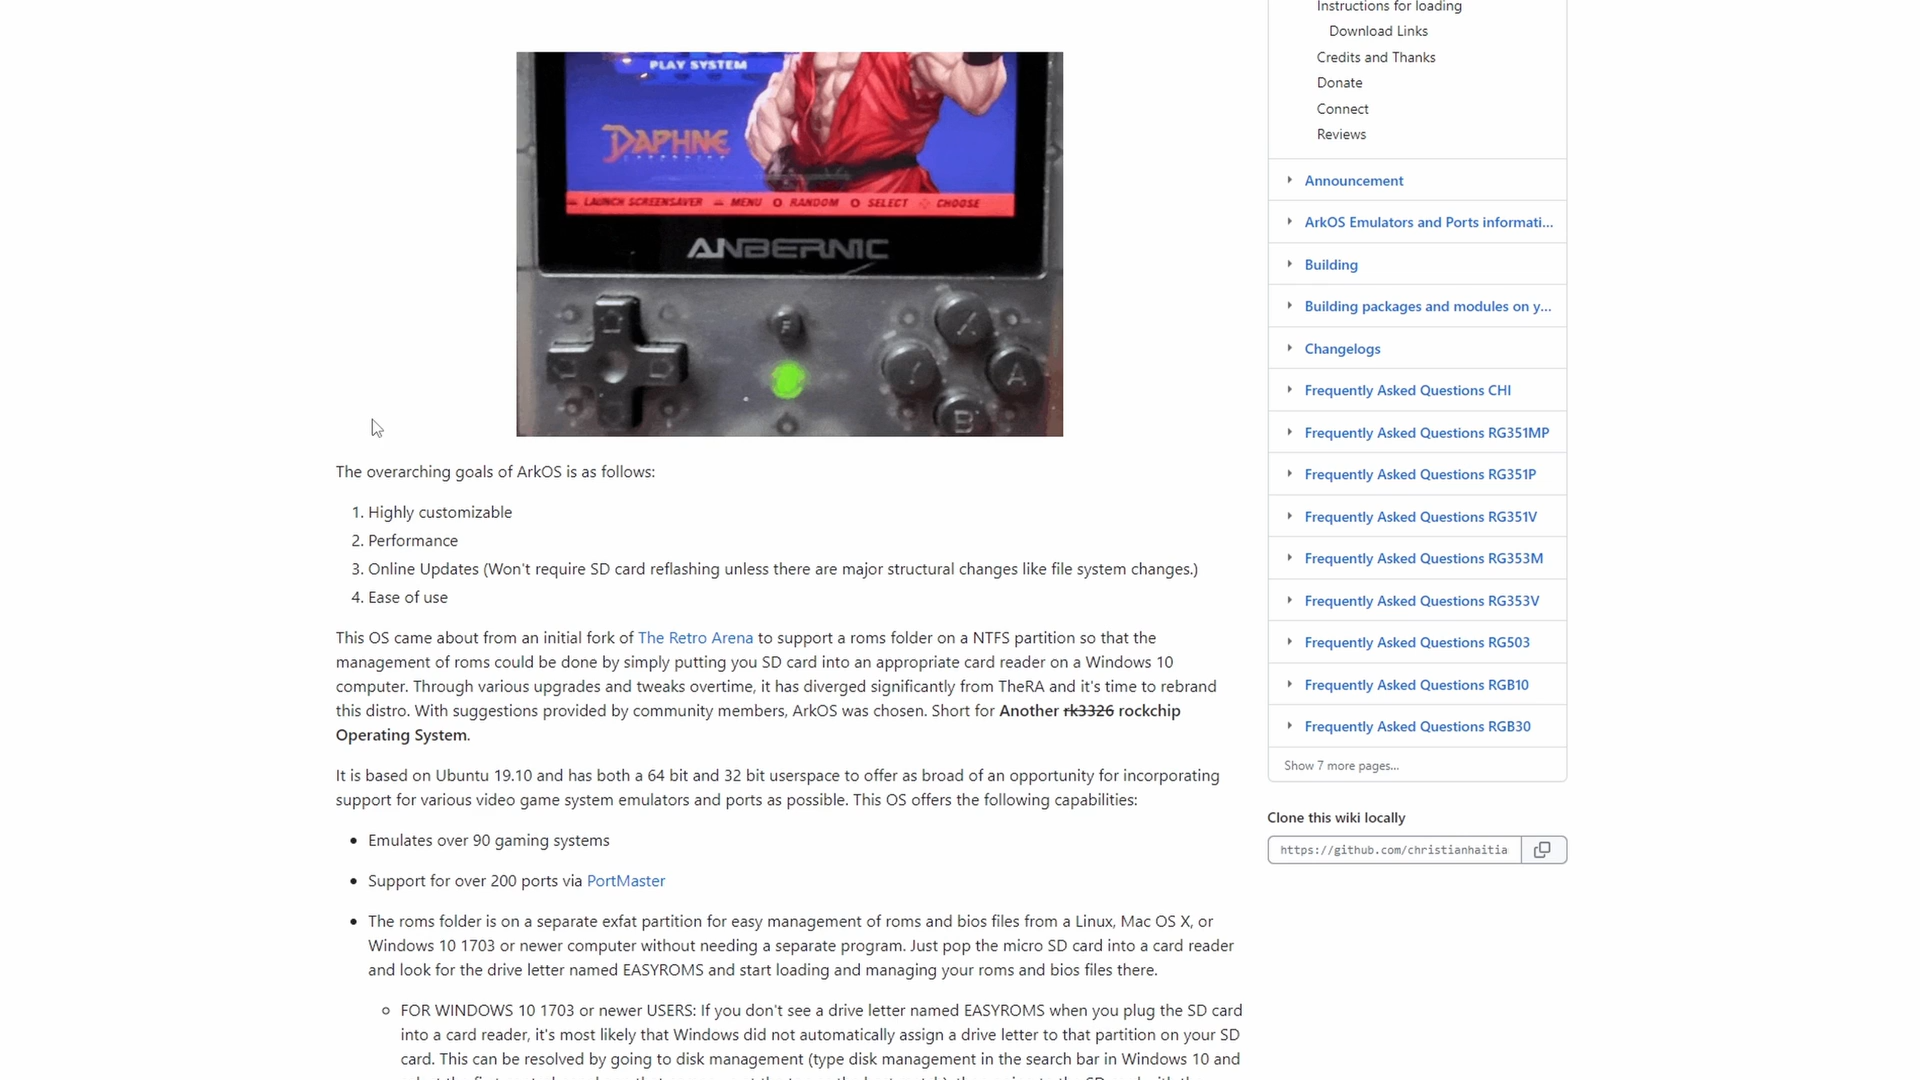 PLAY SYSTEM
DAPHNE
LAUNCH SCREENSAVER MENU RANDOM SELECT CHOOSE
ANBERNIC
F
X
Y
A
B
The overarching goals of ArkOS is as follows:
1. Highly customizable
2. Performance
3. Online Updates (Won't require SD card reflashing unless there are major structural changes like file system changes.)
4. Ease of use
This OS came about from an initial fork of The Retro Arena to support a roms folder on a NTFS partition so that the
management of roms could be done by simply putting you SD card into an appropriate card reader on a Windows 10
computer. Through various upgrades and tweaks overtime, it has diverged significantly from TheRA and it's time to rebrand
this distro. With suggestions provided by community members, ArkOS was chosen. Short for Another rk3326 rockchip
Operating System.
It is based on Ubuntu 19.10 and has both a 64 bit and 32 bit userspace to offer as broad of an opportunity for incorporating
support for various video game system emulators and ports as possible. This OS offers the following capabilities:
• Emulates over 90 gaming systems
• Support for over 200 ports via PortMaster
• The roms folder is on a separate exfat partition for easy management of roms and bios files from a Linux, Mac OS X, or
Windows 10 1703 or newer computer without needing a separate program. Just pop the micro SD card into a card reader
and look for the drive letter named EASYROMS and start loading and managing your roms and bios files there.
FOR WINDOWS 10 1703 or newer USERS: If you don't see a drive letter named EASYROMS when you plug the SD card
into a card reader, it's most likely that Windows did not automatically assign a drive letter to that partition on your SD
card. This can be resolved by going to disk management (type disk management in the search bar in Windows 10 and
Instructions for loading
Download Links
Credits and Thanks
Donate
Connect
Reviews
Announcement
ArkOS Emulators and Ports informati...
Building
Building packages and modules on y...
Changelogs
Frequently Asked Questions CHI
Frequently Asked Questions RG351MP
Frequently Asked Questions RG351P
Frequently Asked Questions RG351V
Frequently Asked Questions RG353M
Frequently Asked Questions RG353V
Frequently Asked Questions RG503
Frequently Asked Questions RGB10
Frequently Asked Questions RGB30
Show 7 more pages...
Clone this wiki locally
https://github.com/christianhaitia